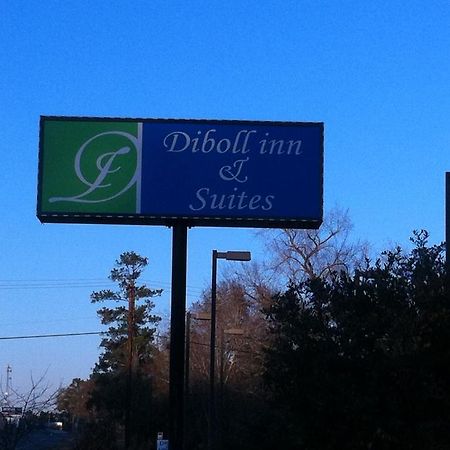 Diboll inn
&
Suites